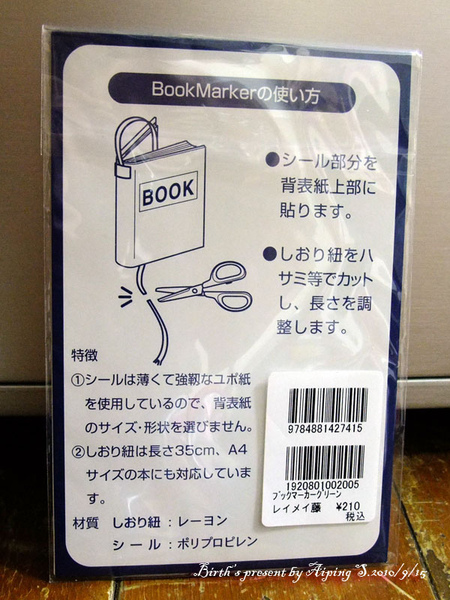 BookMarkerの使い方
BOOK
●シール部分を
背表紙上部に
貼ります。
●しおり紐をハ
サミ等でカット
し、長さを調
整します。
特徴
①シールは薄くて強靭なユポ紙
を使用しているので、背表紙
のサイズ・形状を選びません。
②しおり紐は長さ35cm、A4
サイズの本にも対応していま
す。
材質 しおり紐：レーヨン
シール：ポリプロピレン
9784881427415
1920801002005
ブックマーカーグリーン
レイメイ藤 ¥210
税込
Birth's present by Aiping S. 2010/9/15